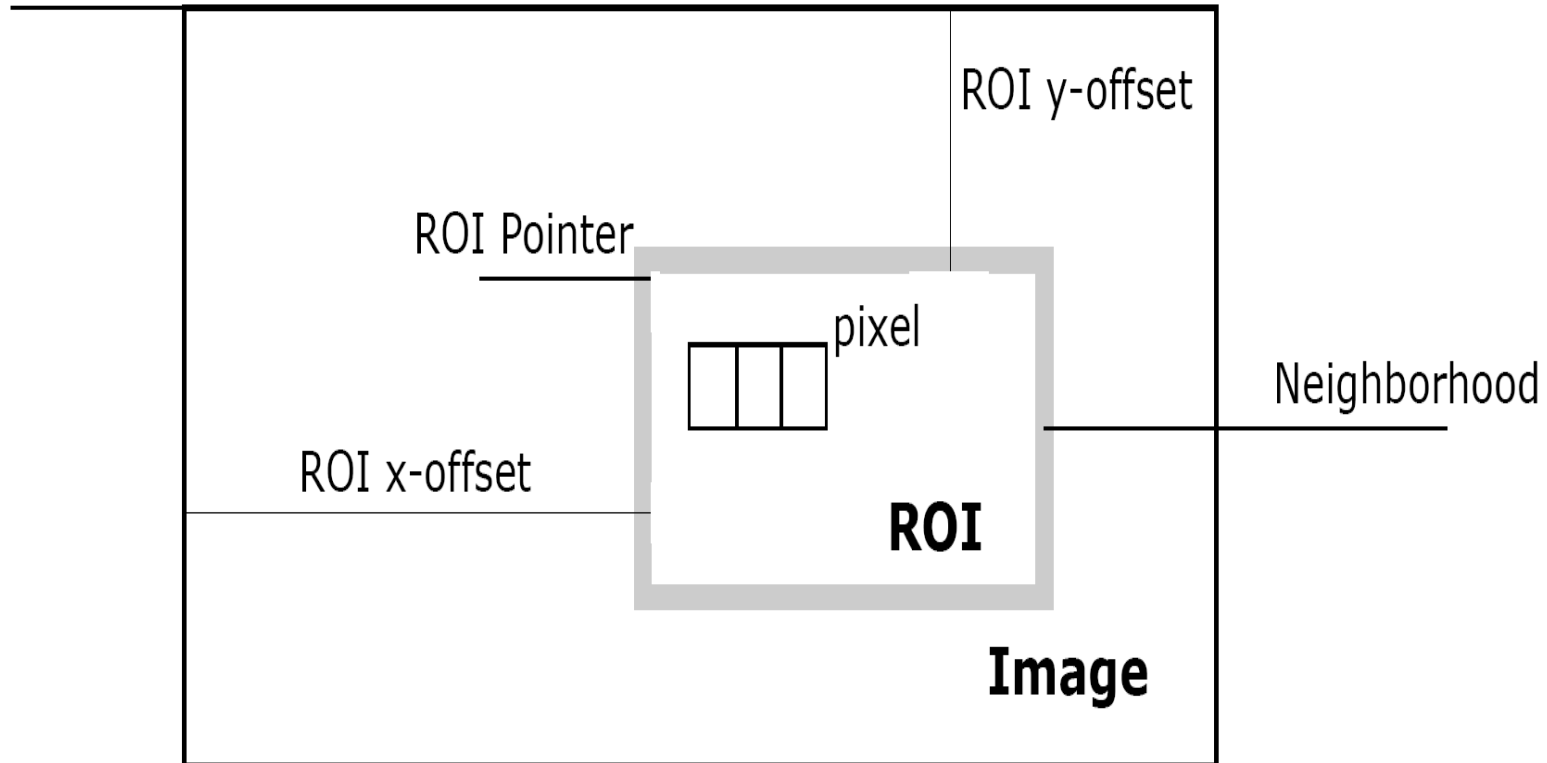 ROI y-offset
ROI Pointer
pixel
Neighborhood
ROI x-offset
ROI
Image